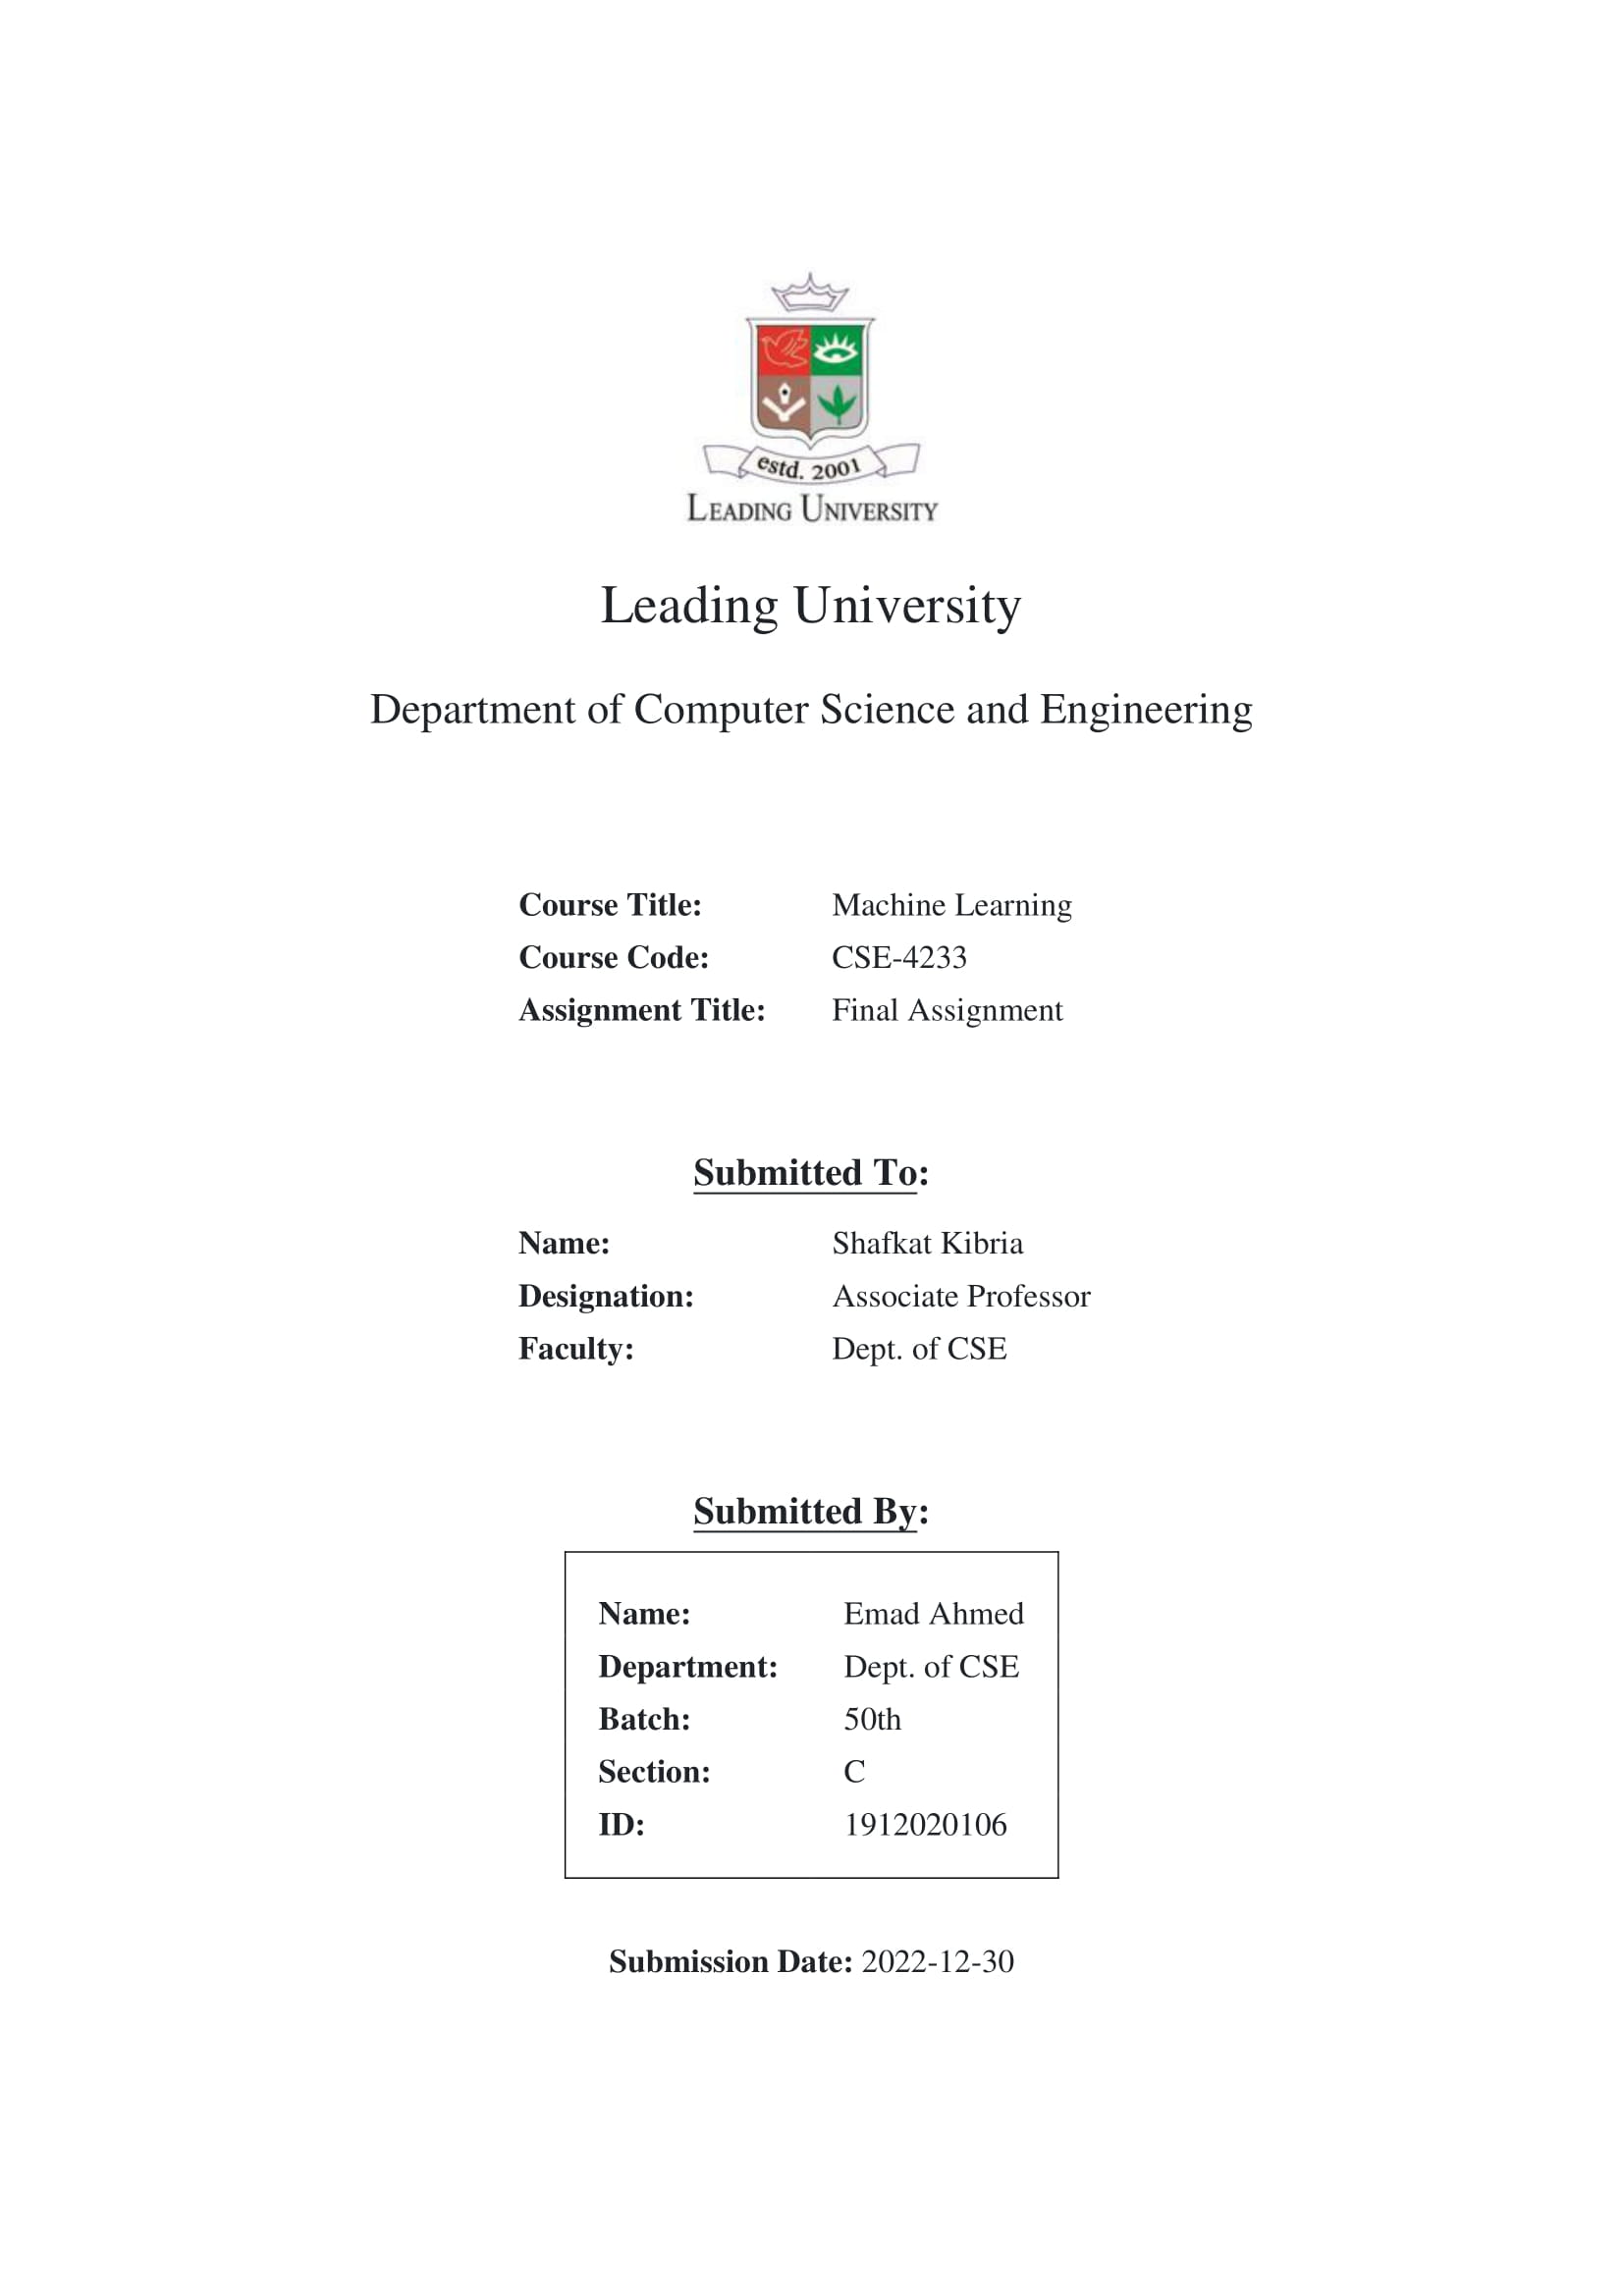 estd. 2001
LEADING UNIVERSITY
Leading University
Department of Computer Science and Engineering
Course Title: Machine Learning
Course Code: CSE-4233
Assignment Title: Final Assignment
Submitted To:
Name: Shafkat Kibria
Designation: Associate Professor
Faculty: Dept. of CSE
Submitted By:
Name: Emad Ahmed
Department: Dept. of CSE
Batch: 50th
Section: C
ID: 1912020106
Submission Date: 2022-12-30